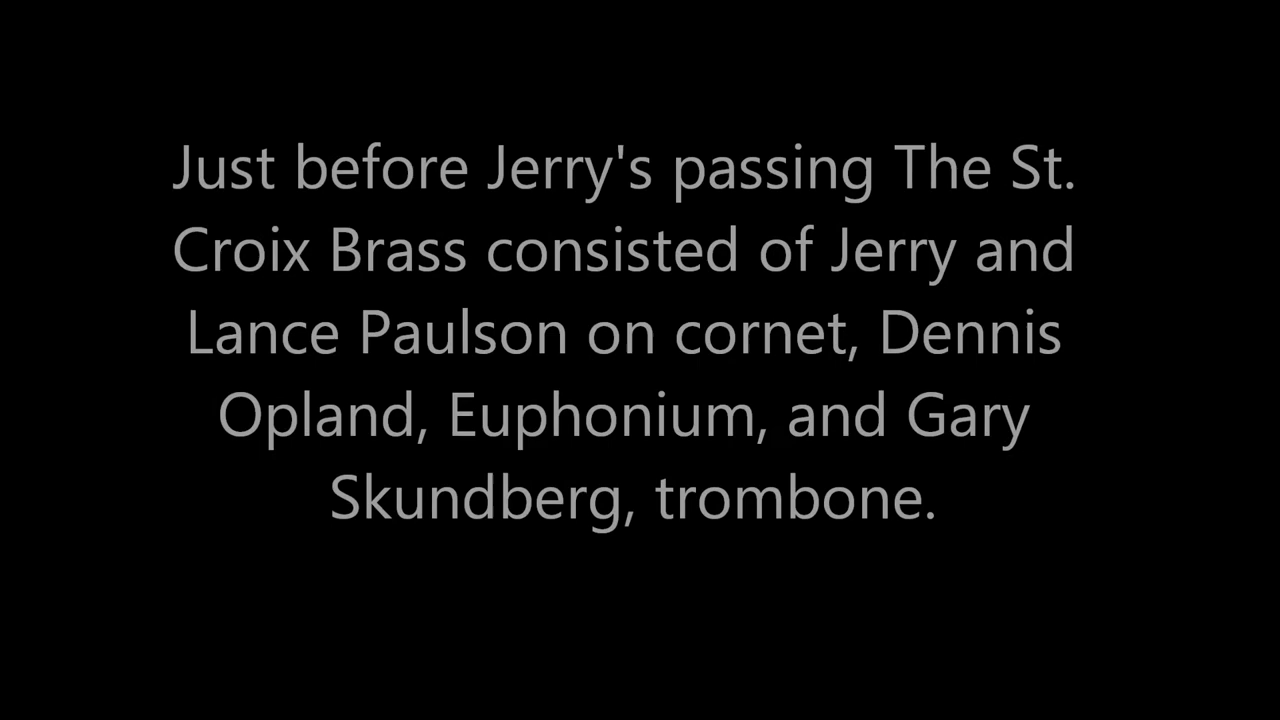 Just before Jerry's passing The St.
Croix Brass consisted of Jerry and
Lance Paulson on cornet, Dennis
Opland, Euphonium, and Gary
Skundberg, trombone.